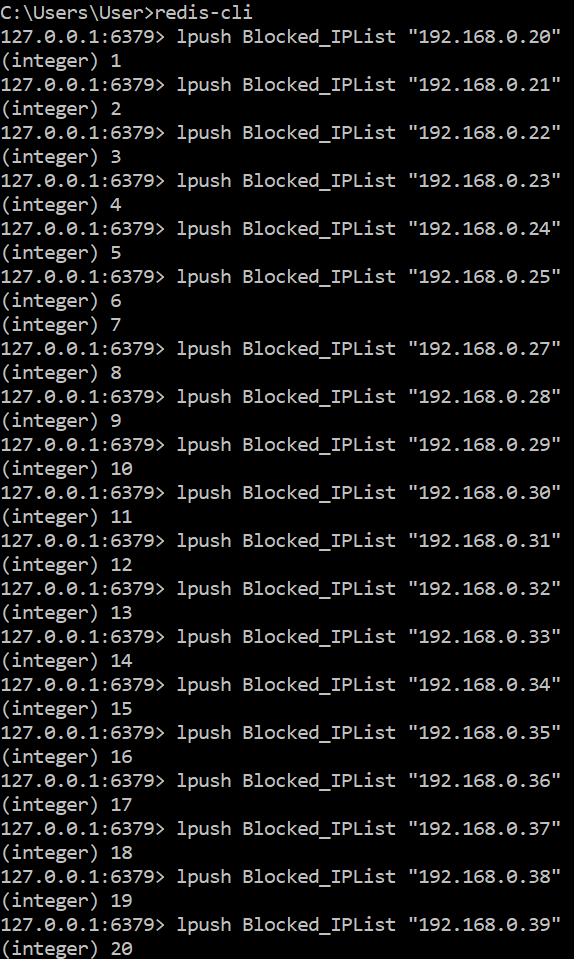 C:\Users\User>redis-cli
127.0.0.1:6379> lpush Blocked_IPList "192.168.0.20"
(integer) 1
127.0.0.1:6379> lpush Blocked_IPList "192.168.0.21"
(integer) 2
127.0.0.1:6379> lpush Blocked_IPList "192.168.0.22"
(integer) 3
127.0.0.1:6379> lpush Blocked_IPList "192.168.0.23"
(integer) 4
127.0.0.1:6379> lpush Blocked_IPList "192.168.0.24"
(integer) 5
127.0.0.1:6379> lpush Blocked_IPList "192.168.0.25"
(integer) 6
(integer) 7
127.0.0.1:6379> lpush Blocked_IPList "192.168.0.27"
(integer) 8
127.0.0.1:6379> lpush Blocked_IPList "192.168.0.28"
(integer) 9
127.0.0.1:6379> lpush Blocked_IPList "192.168.0.29"
(integer) 10
127.0.0.1:6379> lpush Blocked_IPList "192.168.0.30"
(integer) 11
127.0.0.1:6379> lpush Blocked_IPList "192.168.0.31"
(integer) 12
127.0.0.1:6379> lpush Blocked_IPList "192.168.0.32"
(integer) 13
127.0.0.1:6379> lpush Blocked_IPList "192.168.0.33"
(integer) 14
127.0.0.1:6379> lpush Blocked_IPList "192.168.0.34"
(integer) 15
127.0.0.1:6379> lpush Blocked_IPList "192.168.0.35"
(integer) 16
127.0.0.1:6379> lpush Blocked_IPList "192.168.0.36"
(integer) 17
127.0.0.1:6379> lpush Blocked_IPList "192.168.0.37"
(integer) 18
127.0.0.1:6379> lpush Blocked_IPList "192.168.0.38"
(integer) 19
127.0.0.1:6379> lpush Blocked_IPList "192.168.0.39"
(integer) 20